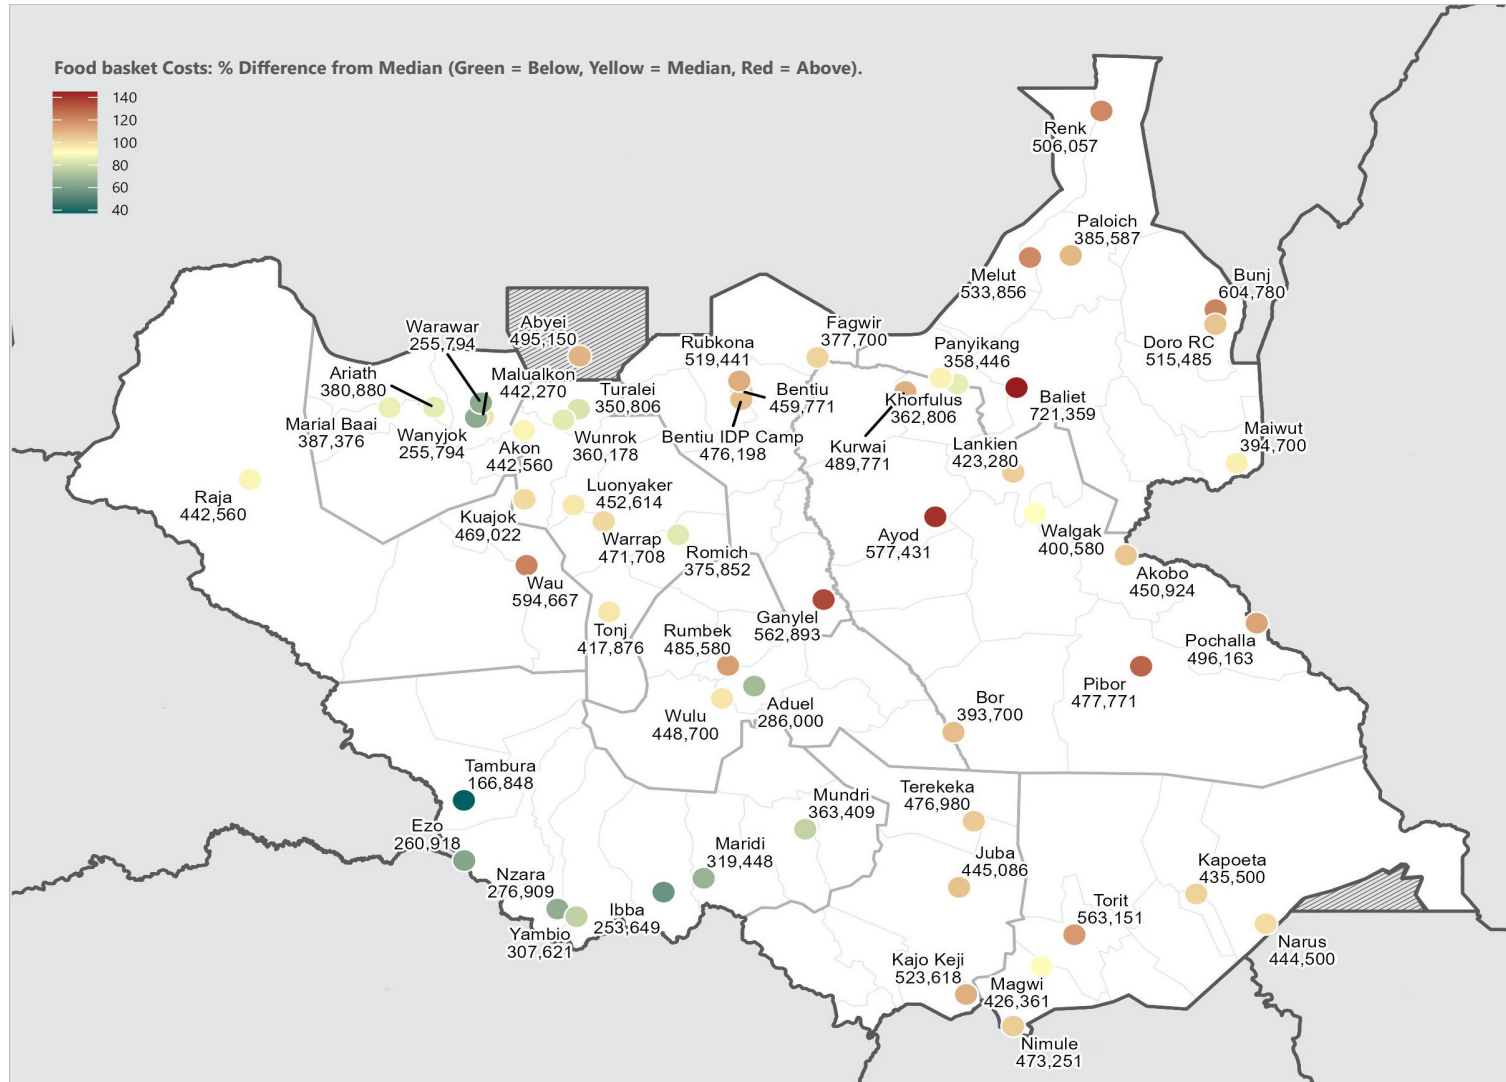 Food basket Costs: % Difference from Median (Green = Below, Yellow = Median, Red = Above).
140
120
100
80
60
40
Renk
506,057
Paloich
385,587
Melut
533,856
Bunj
604,780
Doro RC
515,485
Abyei
495,150
Warawar
255,794
Malualkon
442,270
Ariath
380,880
Marial Baai
387,376
Wanyjok
255,794
Turalei
350,806
Wunrok
360,178
Akon
442,560
Rubkona
519,441
Bentiu
459,771
Bentiu IDP Camp
476,198
Fagwir
377,700
Panyikang
358,446
Khorfulus
362,806
Kurwai
489,771
Baliet
721,359
Lankien
423,280
Maiwut
394,700
Raja
442,560
Kuajok
469,022
Luonyaker
452,614
Warrap
471,708
Romich
375,852
Ayod
577,431
Walgak
400,580
Akobo
450,924
Wau
594,667
Tonj
417,876
Rumbek
485,580
Ganylel
562,893
Pochalla
496,163
Pibor
477,771
Wulu
448,700
Aduel
286,000
Bor
393,700
Tambura
166,848
Ezo
260,918
Nzara
276,909
Yambio
307,621
Ibba
253,649
Maridi
319,448
Mundri
363,409
Terekeka
476,980
Juba
445,086
Kapoeta
435,500
Torit
563,151
Narus
444,500
Kajo Keji
523,618
Magwi
426,361
Nimule
473,251